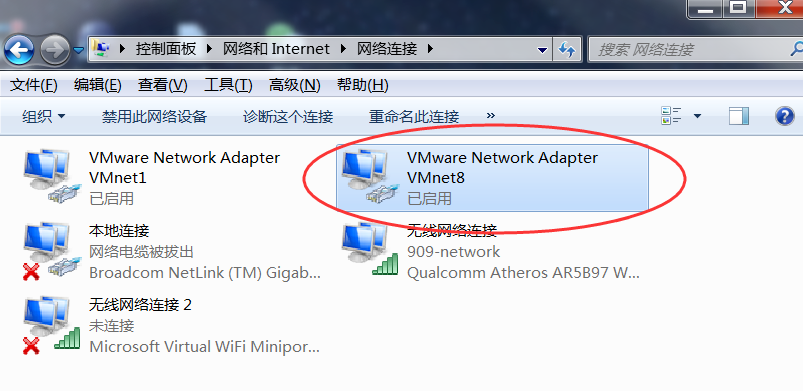 控制面板 网络和 Internet 网络连接
搜索 网络连接
文件(F) 编辑(E) 查看(V) 工具(T) 高级(N) 帮助(H)
组织 禁用此网络设备 诊断这个连接 重命名此连接 »
VMware Network Adapter
VMnet1
已启用
VMware Network Adapter
VMnet8
已启用
本地连接
网络电缆被拔出
Broadcom NetLink (TM) Gigab...
无线网络连接
909-network
Qualcomm Atheros AR5B97 W...
无线网络连接 2
未连接
Microsoft Virtual WiFi Minipor...